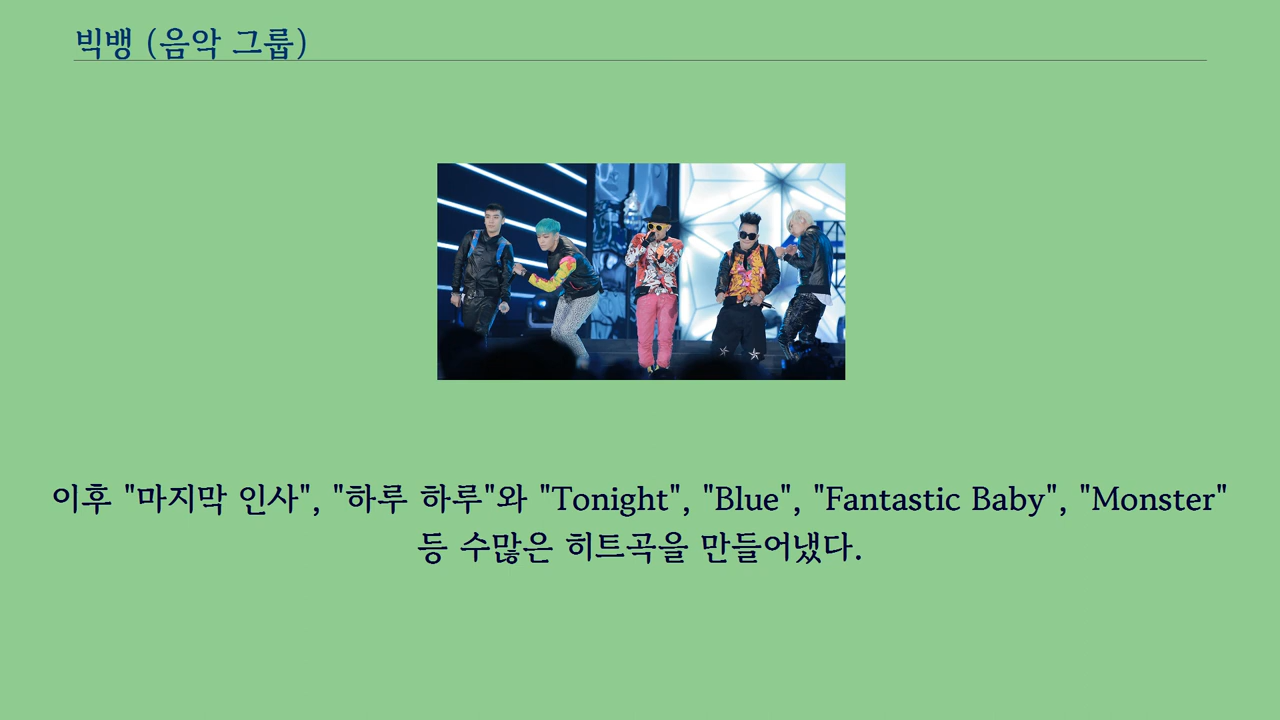 빅뱅 (음악 그룹)
이후 "마지막 인사", "하루 하루"와 "Tonight", "Blue", "Fantastic Baby", "Monster"
등 수많은 히트곡을 만들어냈다.